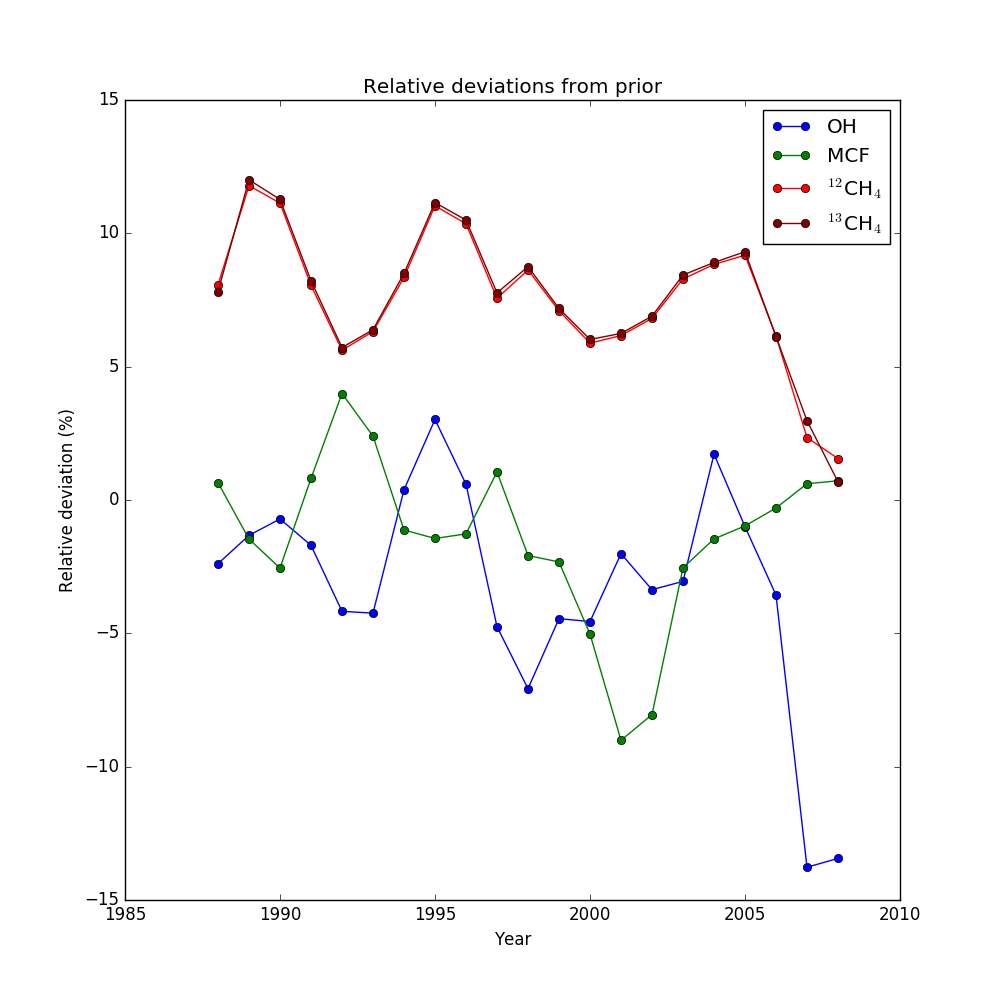 Relative deviations from prior
15
10
5
0
−5
−10
−15
Relative deviation (%)
OH
MCF
¹²CH₄
¹³CH₄
1985 1990 1995 2000 2005 2010
Year